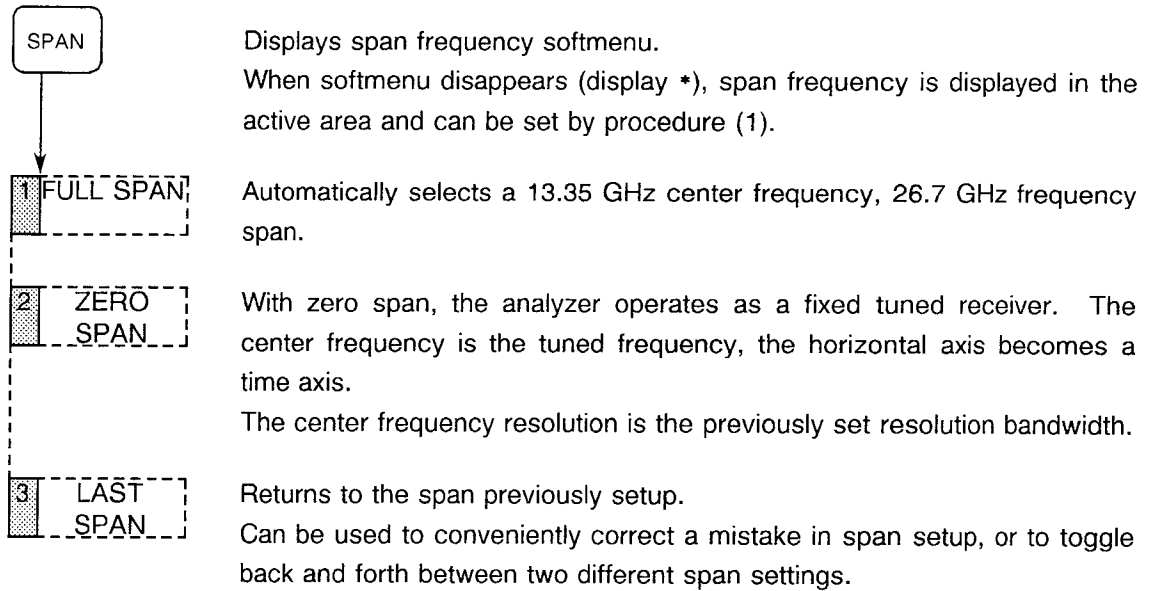 SPAN
Displays span frequency softmenu.
When softmenu disappears (display *), span frequency is displayed in the
active area and can be set by procedure (1).
1 FULL SPAN
Automatically selects a 13.35 GHz center frequency, 26.7 GHz frequency
span.
2 ZERO
SPAN
With zero span, the analyzer operates as a fixed tuned receiver. The
center frequency is the tuned frequency, the horizontal axis becomes a
time axis.
The center frequency resolution is the previously set resolution bandwidth.
3 LAST
SPAN
Returns to the span previously setup.
Can be used to conveniently correct a mistake in span setup, or to toggle
back and forth between two different span settings.